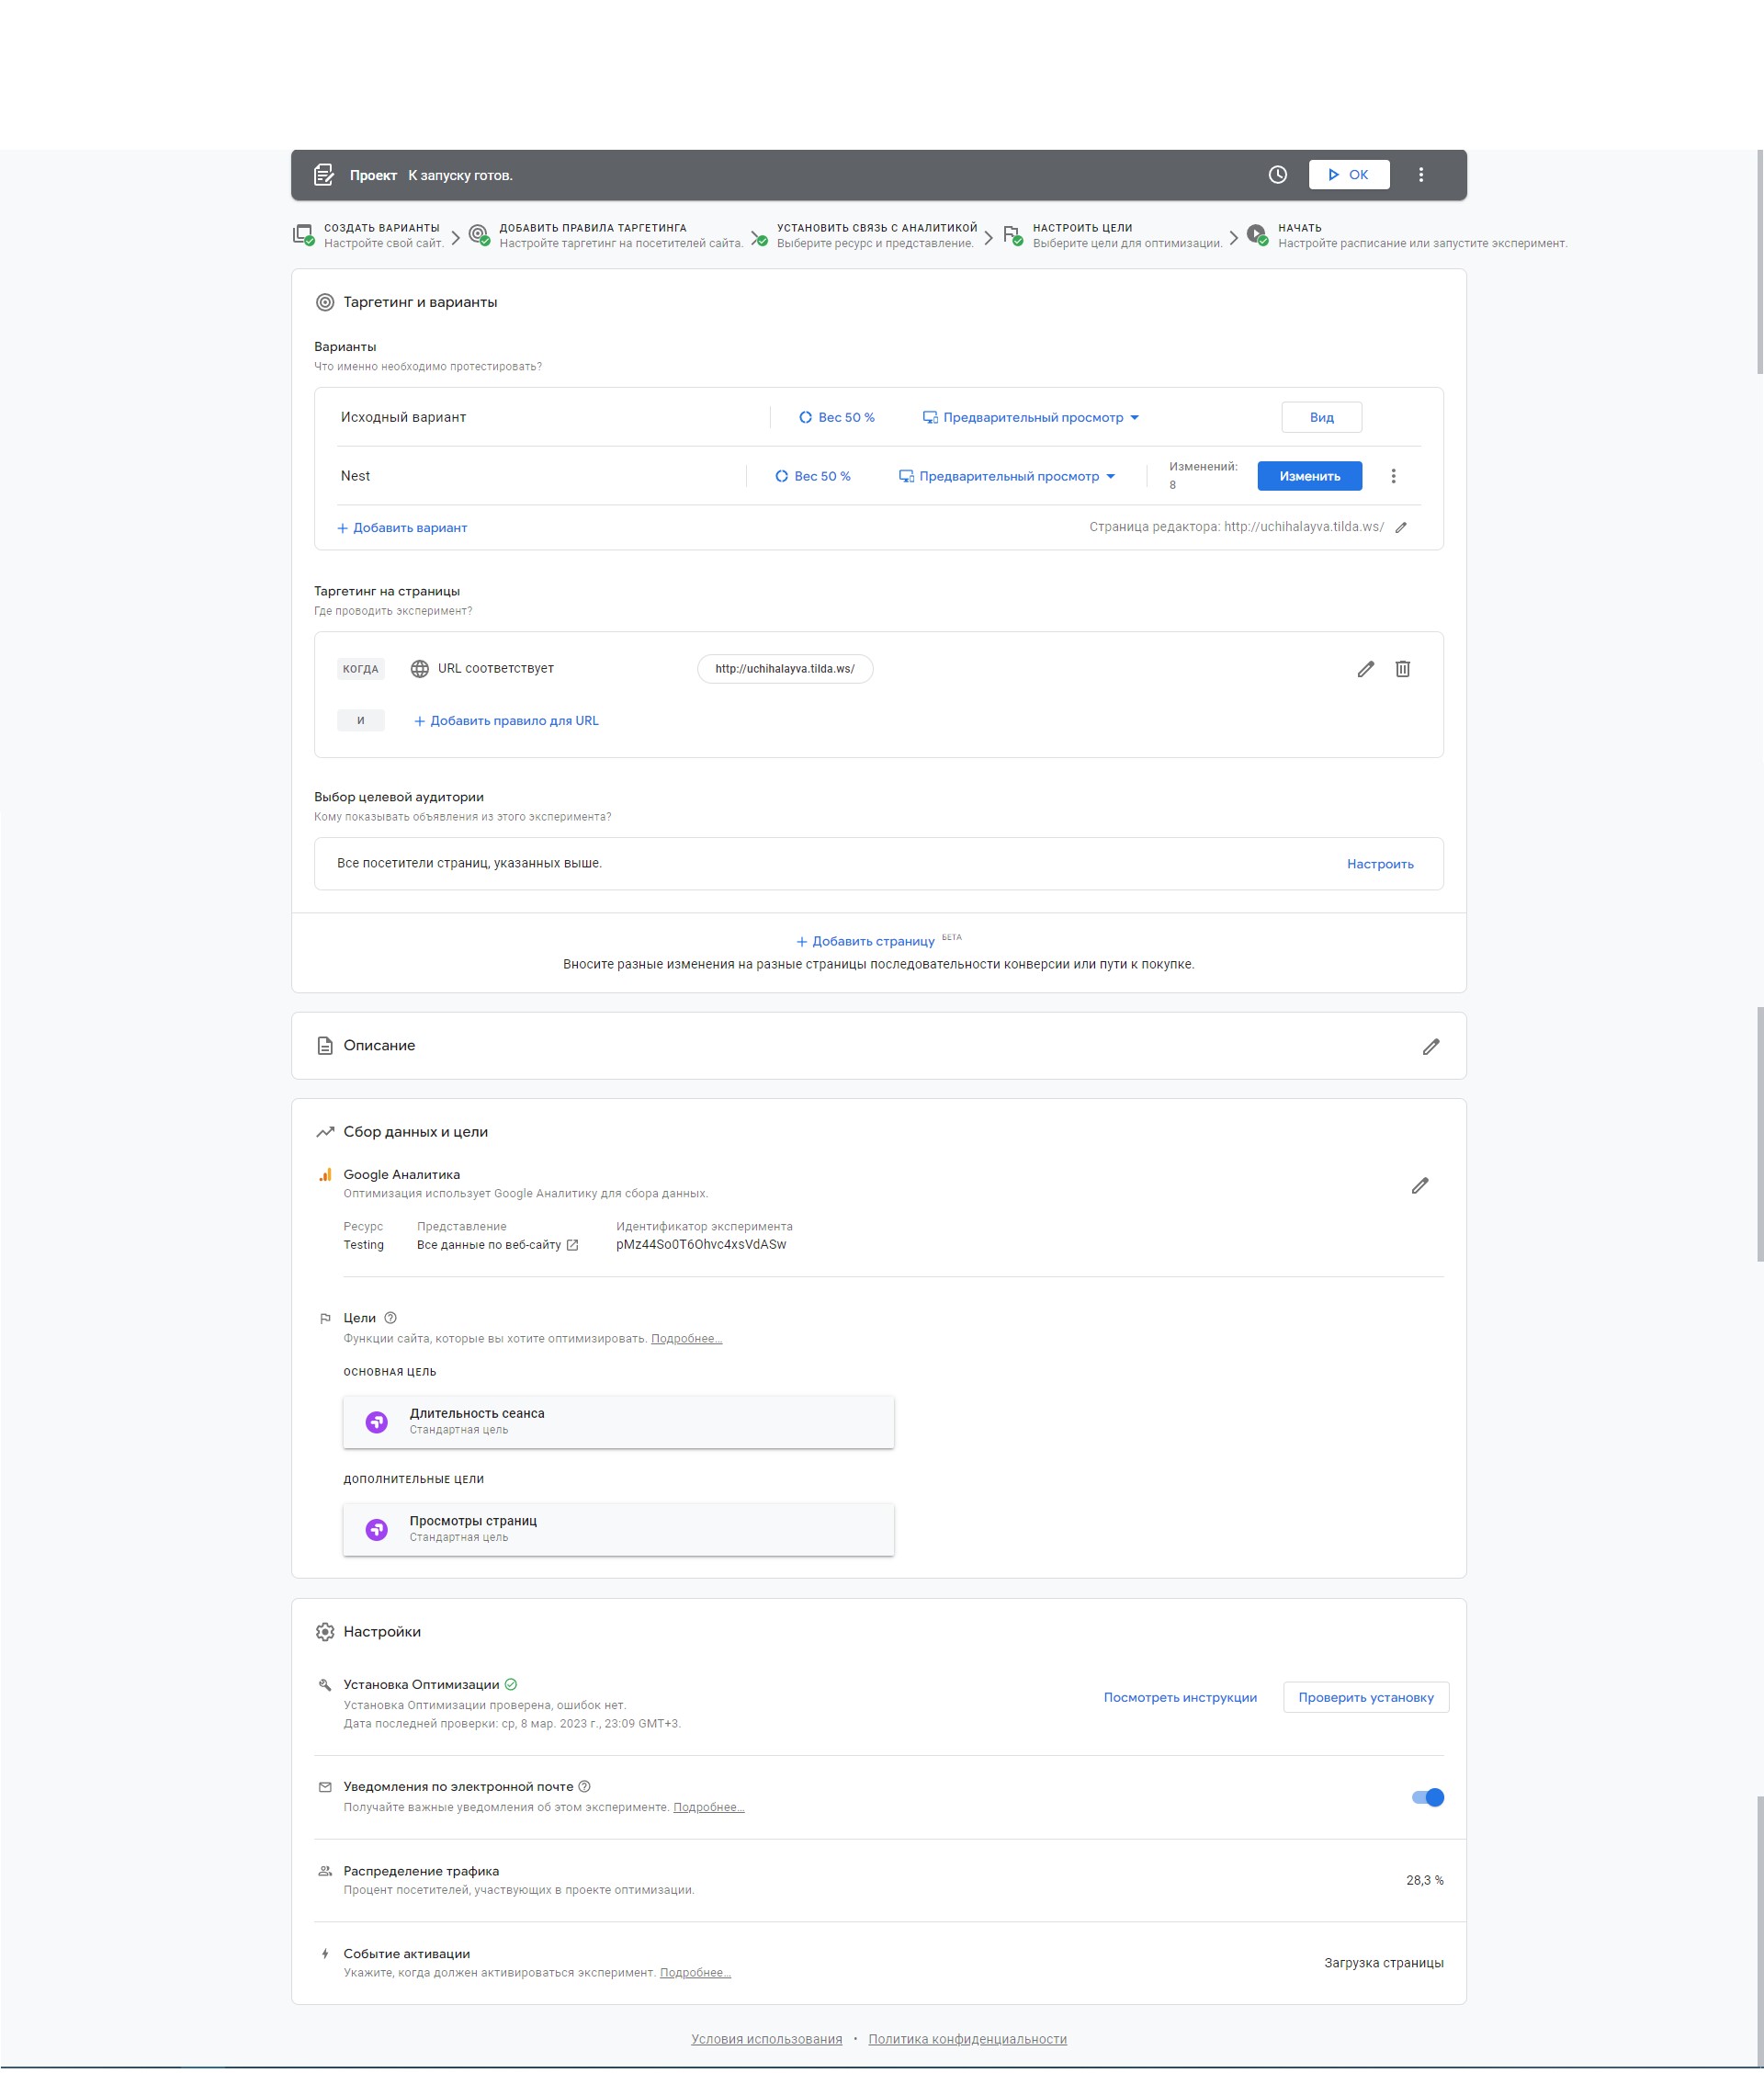 Проект К запуску готов.
OK
СОЗДАТЬ ВАРИАНТЫ
Настройте свой сайт.
ДОБАВИТЬ ПРАВИЛА ТАРГЕТИНГА
Настройте таргетинг на посетителей сайта.
УСТАНОВИТЬ СВЯЗЬ С АНАЛИТИКОЙ
Выберите ресурс и представление.
НАСТРОИТЬ ЦЕЛИ
Выберите цели для оптимизации.
НАЧАТЬ
Настройте расписание или запустите эксперимент.
Таргетинг и варианты
Варианты
Что именно необходимо протестировать?
Исходный вариант
Вес 50 %
Предварительный просмотр
Вид
Nest
Вес 50 %
Предварительный просмотр
Изменений:
8
Изменить
+ Добавить вариант
Страница редактора: http://uchihalayva.tilda.ws/
Таргетинг на страницы
Где проводить эксперимент?
КОГДА
URL соответствует
http://uchihalayva.tilda.ws/
И
+ Добавить правило для URL
Выбор целевой аудитории
Кому показывать объявления из этого эксперимента?
Все посетители страниц, указанных выше.
Настроить
+ Добавить страницу БЕТА
Вносите разные изменения на разные страницы последовательности конверсии или пути к покупке.
Описание
Сбор данных и цели
Google Аналитика
Оптимизация использует Google Аналитику для сбора данных.
Ресурс
Testing
Представление
Все данные по веб-сайту
Идентификатор эксперимента
pMz44So0T6Ohvc4xsVdASw
Цели
Функции сайта, которые вы хотите оптимизировать. Подробнее…
ОСНОВНАЯ ЦЕЛЬ
Длительность сеанса
Стандартная цель
ДОПОЛНИТЕЛЬНЫЕ ЦЕЛИ
Просмотры страниц
Стандартная цель
Настройки
Установка Оптимизации
Установка Оптимизации проверена, ошибок нет.
Дата последней проверки: ср, 8 мар. 2023 г., 23:09 GMT+3.
Посмотреть инструкции
Проверить установку
Уведомления по электронной почте
Получайте важные уведомления об этом эксперименте. Подробнее…
Распределение трафика
Процент посетителей, участвующих в проекте оптимизации.
28,3 %
Событие активации
Укажите, когда должен активироваться эксперимент. Подробнее…
Загрузка страницы
Условия использования • Политика конфиденциальности